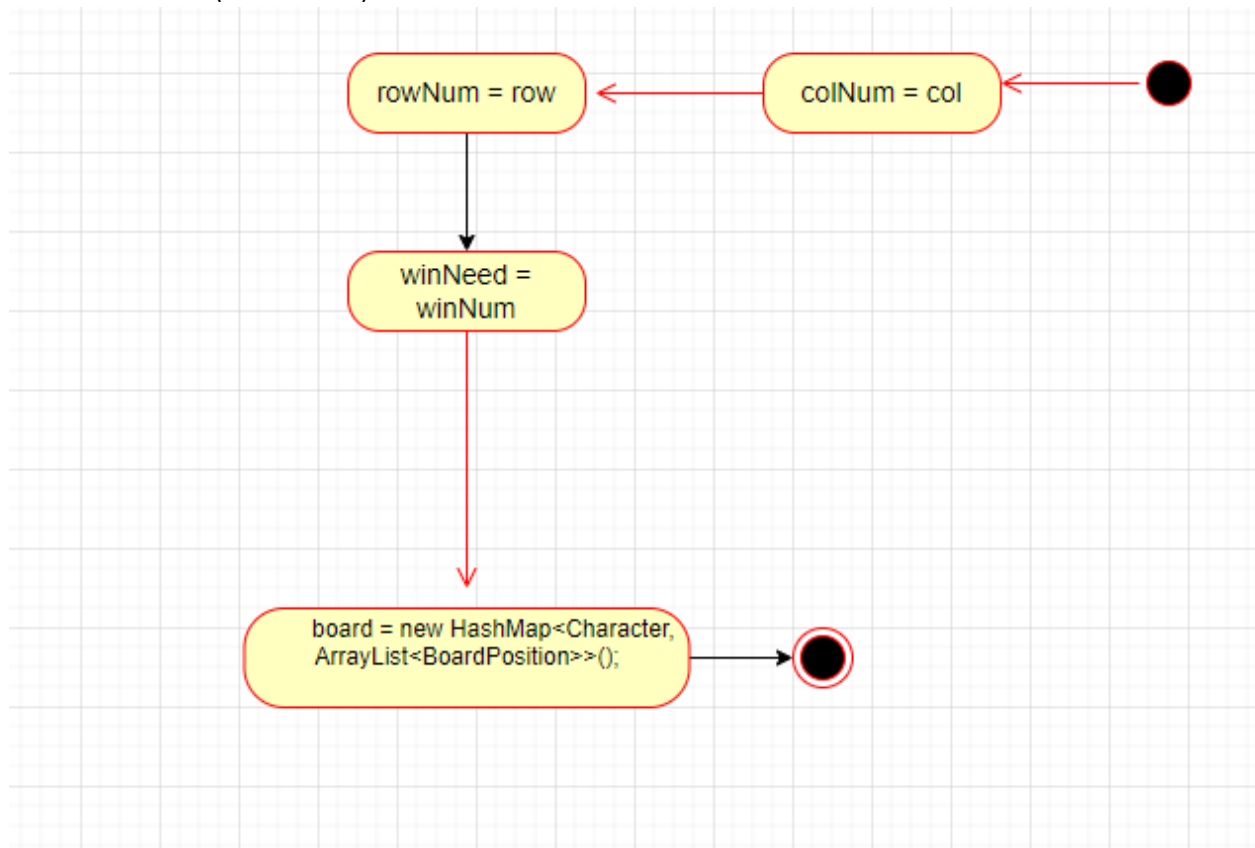 rowNum = row
colNum = col
winNeed =
winNum
board = new HashMap<Character,
ArrayList<BoardPosition>>();